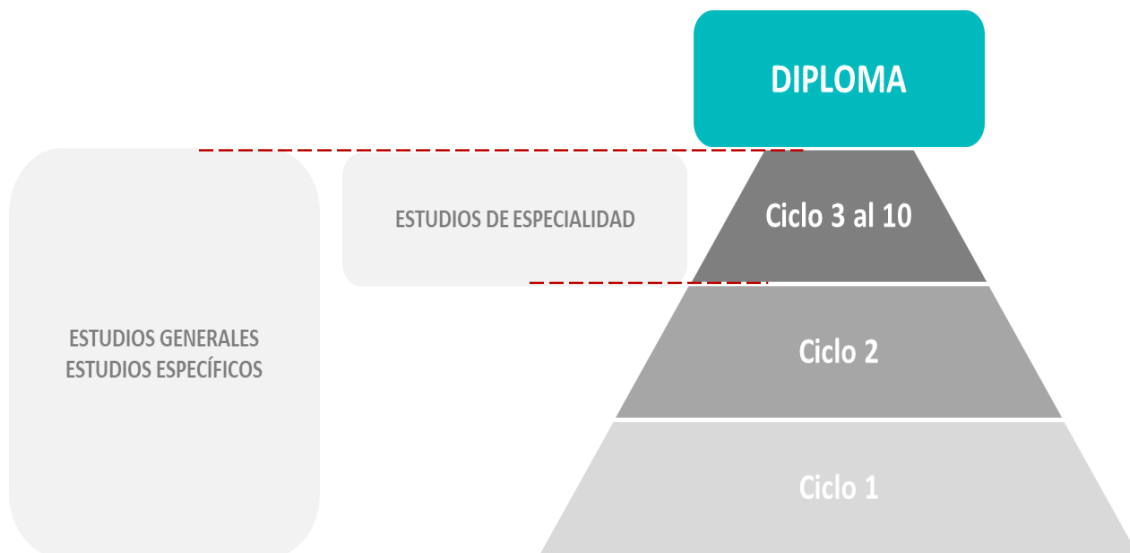 DIPLOMA
ESTUDIOS DE ESPECIALIDAD
Ciclo 3 al 10
ESTUDIOS GENERALES
ESTUDIOS ESPECÍFICOS
Ciclo 2
Ciclo 1